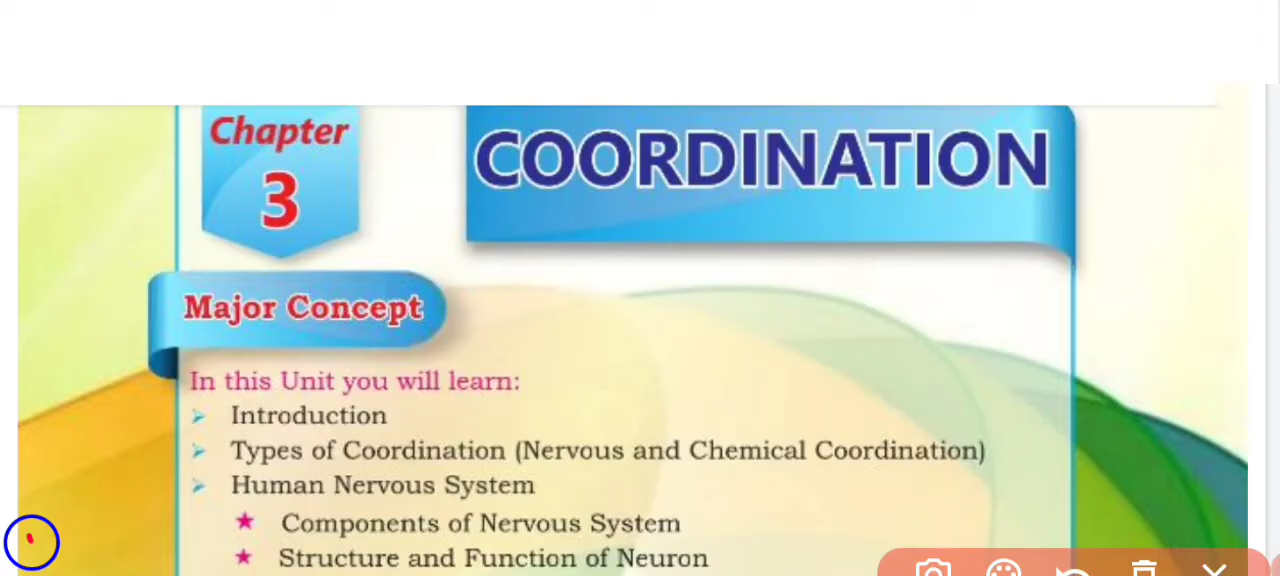 Chapter
3
COORDINATION
Major Concept
In this Unit you will learn:
Introduction
Types of Coordination (Nervous and Chemical Coordination)
Human Nervous System
Components of Nervous System
Structure and Function of Neuron